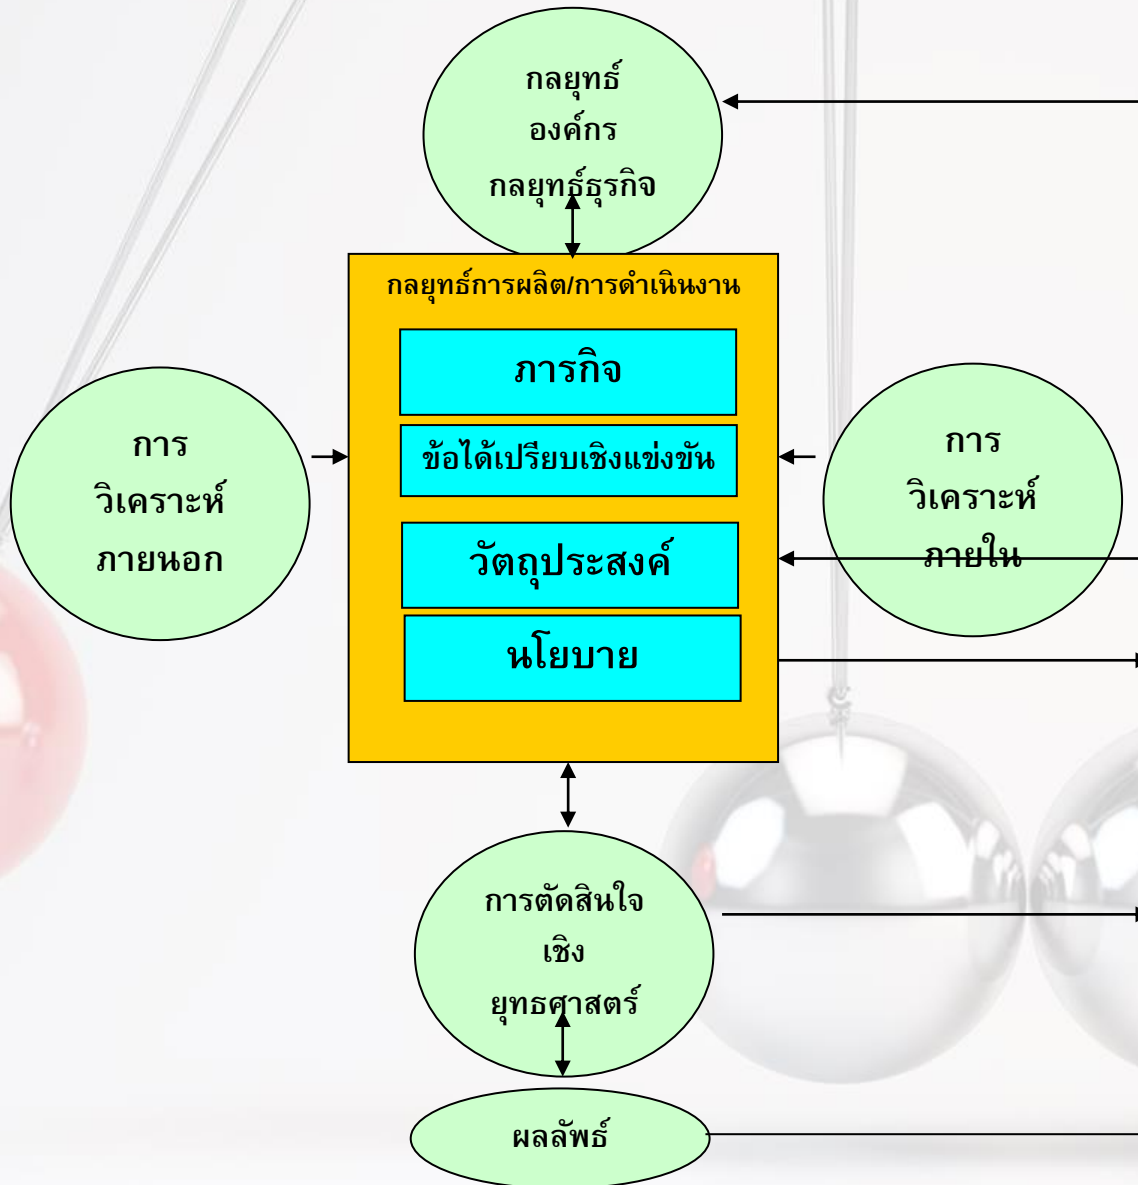 กลยุทธ์
องค์กร
กลยุทธ์ธุรกิจ
กลยุทธ์การผลิต/การดำเนินงาน
ภารกิจ
ข้อได้เปรียบเชิงแข่งขัน
วัตถุประสงค์
นโยบาย
การ
วิเคราะห์
ภายนอก
การ
วิเคราะห์
ภายใน
การตัดสินใจ
เชิง
ยุทธศาสตร์
ผลลัพธ์